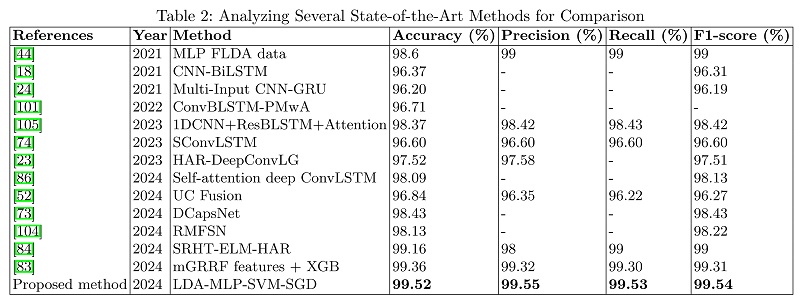 Table 2: Analyzing Several State-of-the-Art Methods for Comparison
References Year Method Accuracy (%) Precision (%) Recall (%) F1-score (%)
[44] 2021 MLP FLDA data 98.6 99 99 99
[18] 2021 CNN-BiLSTM 96.37 - - 96.31
[24] 2021 Multi-Input CNN-GRU 96.20 - - 96.19
[101] 2022 ConvBLSTM-PMwA 96.71 - - -
[105] 2023 1DCNN+ResBLSTM+Attention 98.37 98.42 98.43 98.42
[74] 2023 SConvLSTM 96.60 96.60 96.60 96.60
[23] 2023 HAR-DeepConvLG 97.52 97.58 - 97.51
[86] 2024 Self-attention deep ConvLSTM 98.09 - - 98.13
[52] 2024 UC Fusion 96.84 96.35 96.22 96.27
[73] 2024 DCapsNet 98.43 - - 98.43
[104] 2024 RMFSN 98.13 - - 98.22
[84] 2024 SRHT-ELM-HAR 99.16 98 99 99
[83] 2024 mGRRF features + XGB 99.36 99.32 99.30 99.31
Proposed method 2024 LDA-MLP-SVM-SGD 99.52 99.55 99.53 99.54